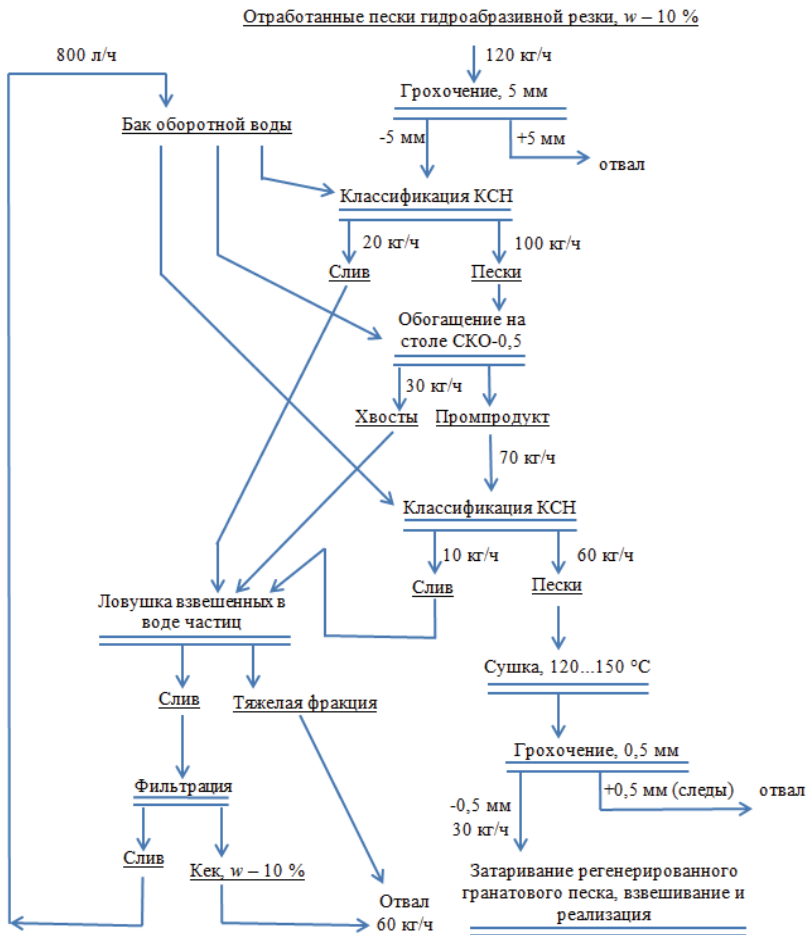 Отработанные пески гидроабразивной резки, w – 10 %
800 л/ч
120 кг/ч
Грохочение, 5 мм
Бак оборотной воды
-5 мм
+5 мм
отвал
Классификация КСН
20 кг/ч
100 кг/ч
Слив
Пески
Обогащение на
столе СКО-0,5
30 кг/ч
Хвосты
Промпродукт
70 кг/ч
Классификация КСН
10 кг/ч
60 кг/ч
Слив
Пески
Ловушка взвешенных в
воде частиц
Сушка, 120...150 °С
Слив
Тяжелая фракция
Грохочение, 0,5 мм
Фильтрация
+0,5 мм (следы)
отвал
-0,5 мм
30 кг/ч
Слив
Кек, w – 10 %
Затаривание регенерированного
гранатового песка, взвешивание и
реализация
Отвал
60 кг/ч